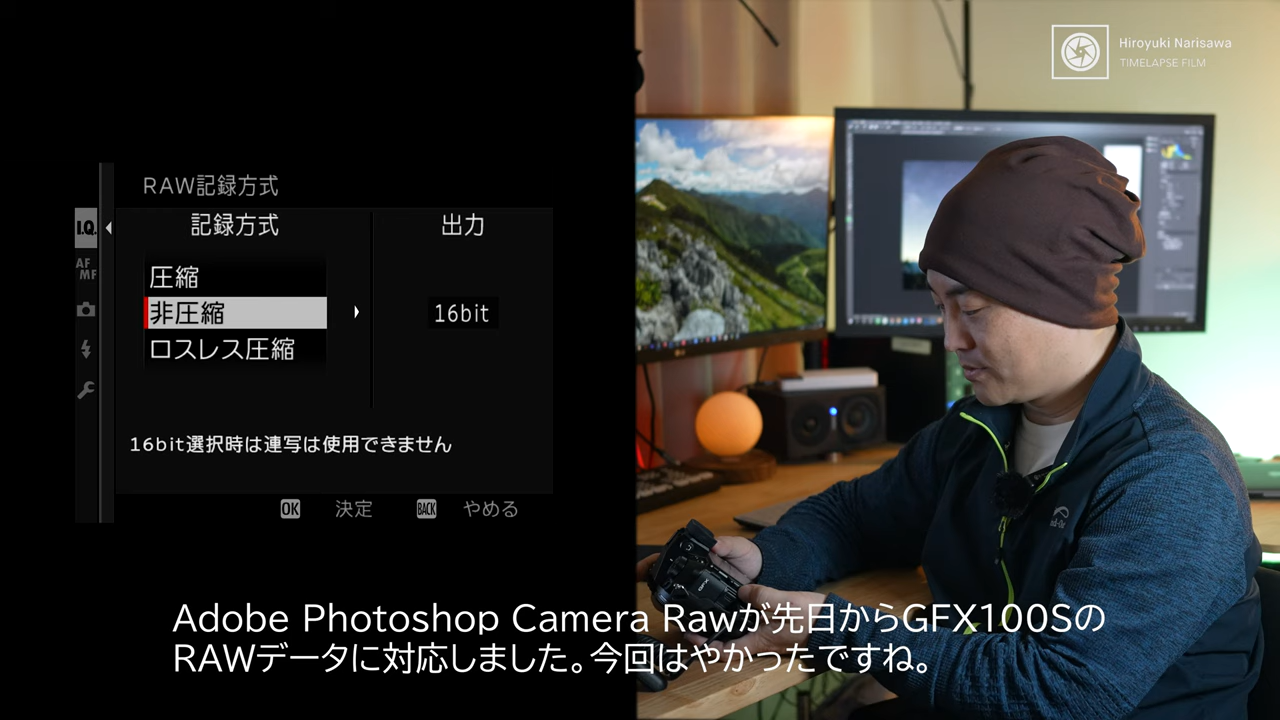 Hiroyuki Narisawa
TIMELAPSE FILM
RAW記録方式
記録方式
出力
I.Q.
AF
MF
圧縮
非圧縮
16bit
ロスレス圧縮
16bit選択時は連写は使用できません
OK 決定 BACK やめる
GFX
Adobe Photoshop Camera Rawが先日からGFX100Sの
RAWデータに対応しました。今回はやかったですね。